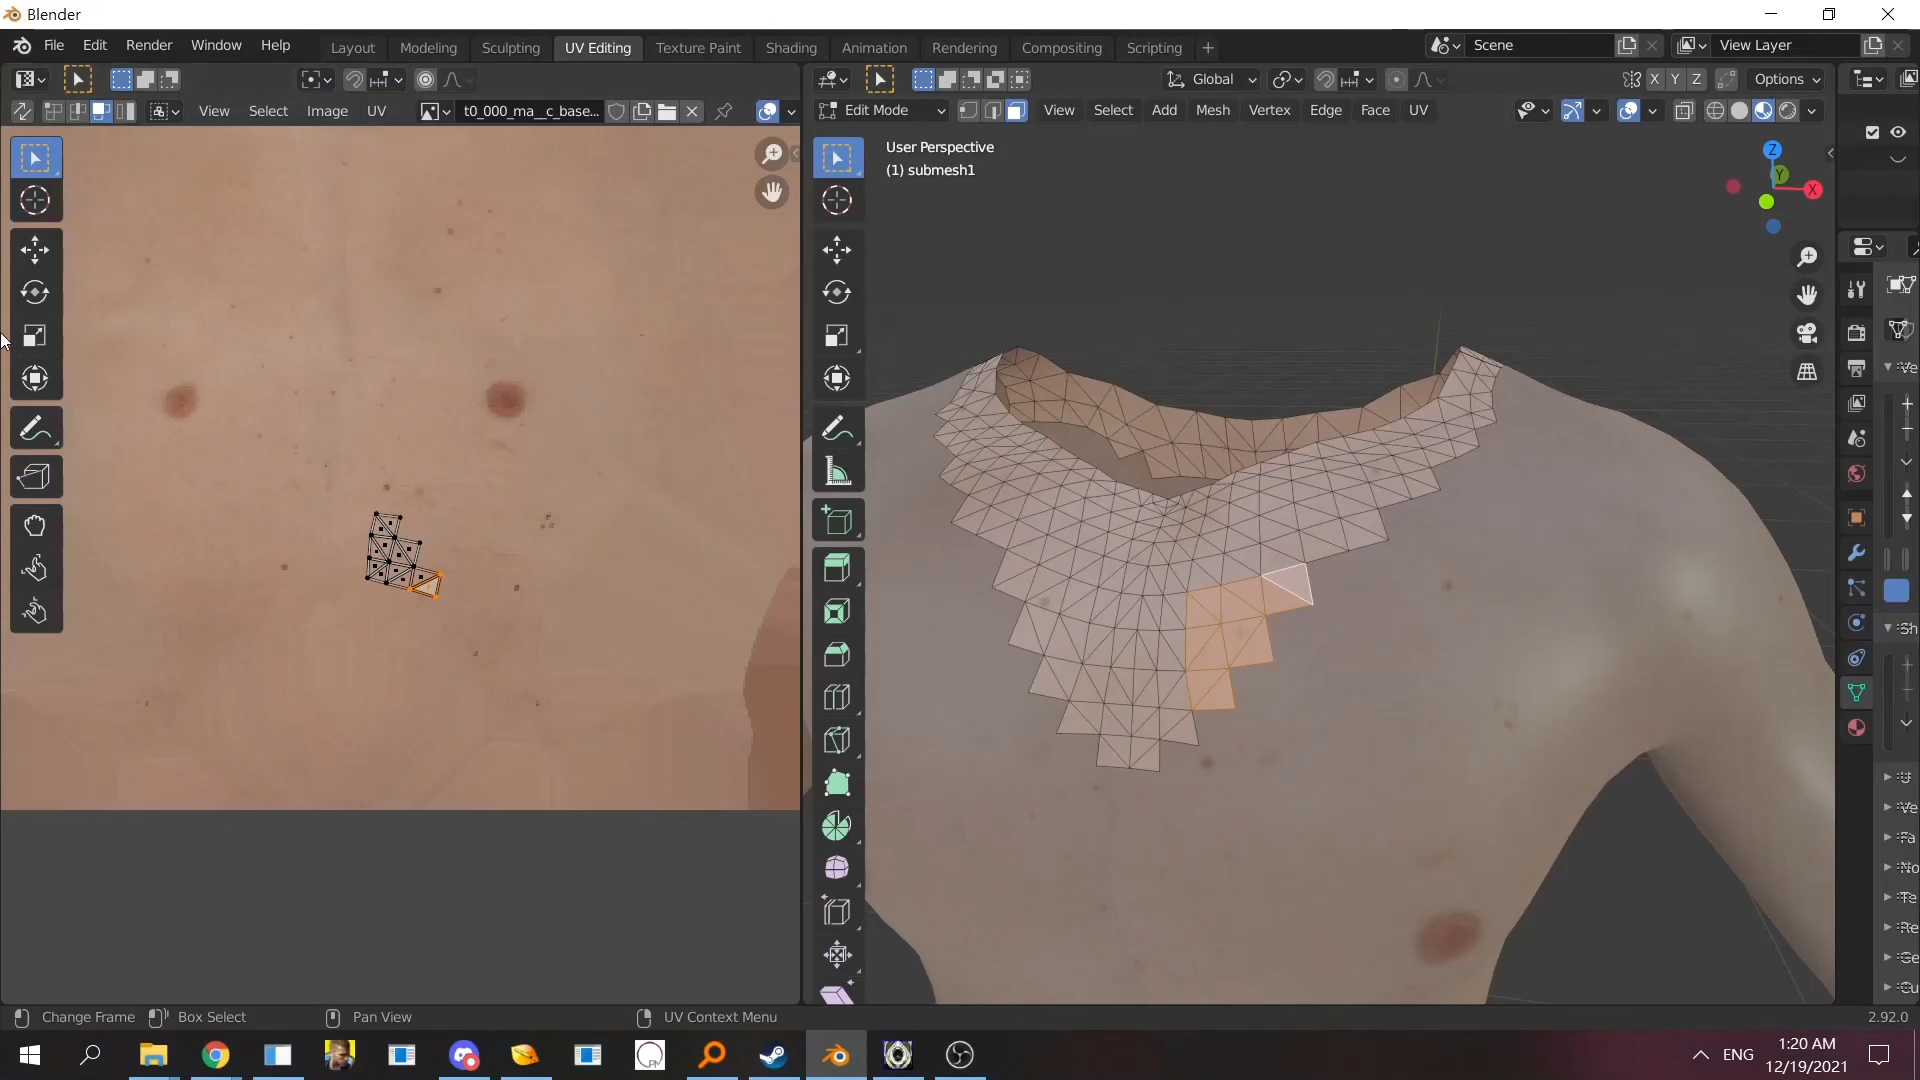 Blender
File Edit Render Window Help Layout Modeling Sculpting UV Editing Texture Paint Shading Animation Rendering Compositing Scripting + Scene View Layer
Global X Y Z Options
View Select Image UV t0_000_ma__c_base... Edit Mode View Select Add Mesh Vertex Edge Face UV
User Perspective
(1) submesh1
Z
Y
X
Change Frame Box Select Pan View UV Context Menu 2.92.0
ENG
1:20 AM
12/19/2021